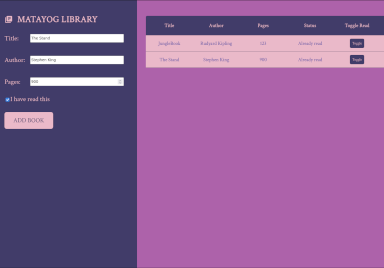 MATAYOG LIBRARY
Title: The Stand
Author: Stephen King
Pages: 900
I have read this
ADD BOOK
Title Author Pages Status Toggle Read
JungleBook Rudyard Kipling Already read Toggle
The Stand Stephen King 900 Already read Toggle